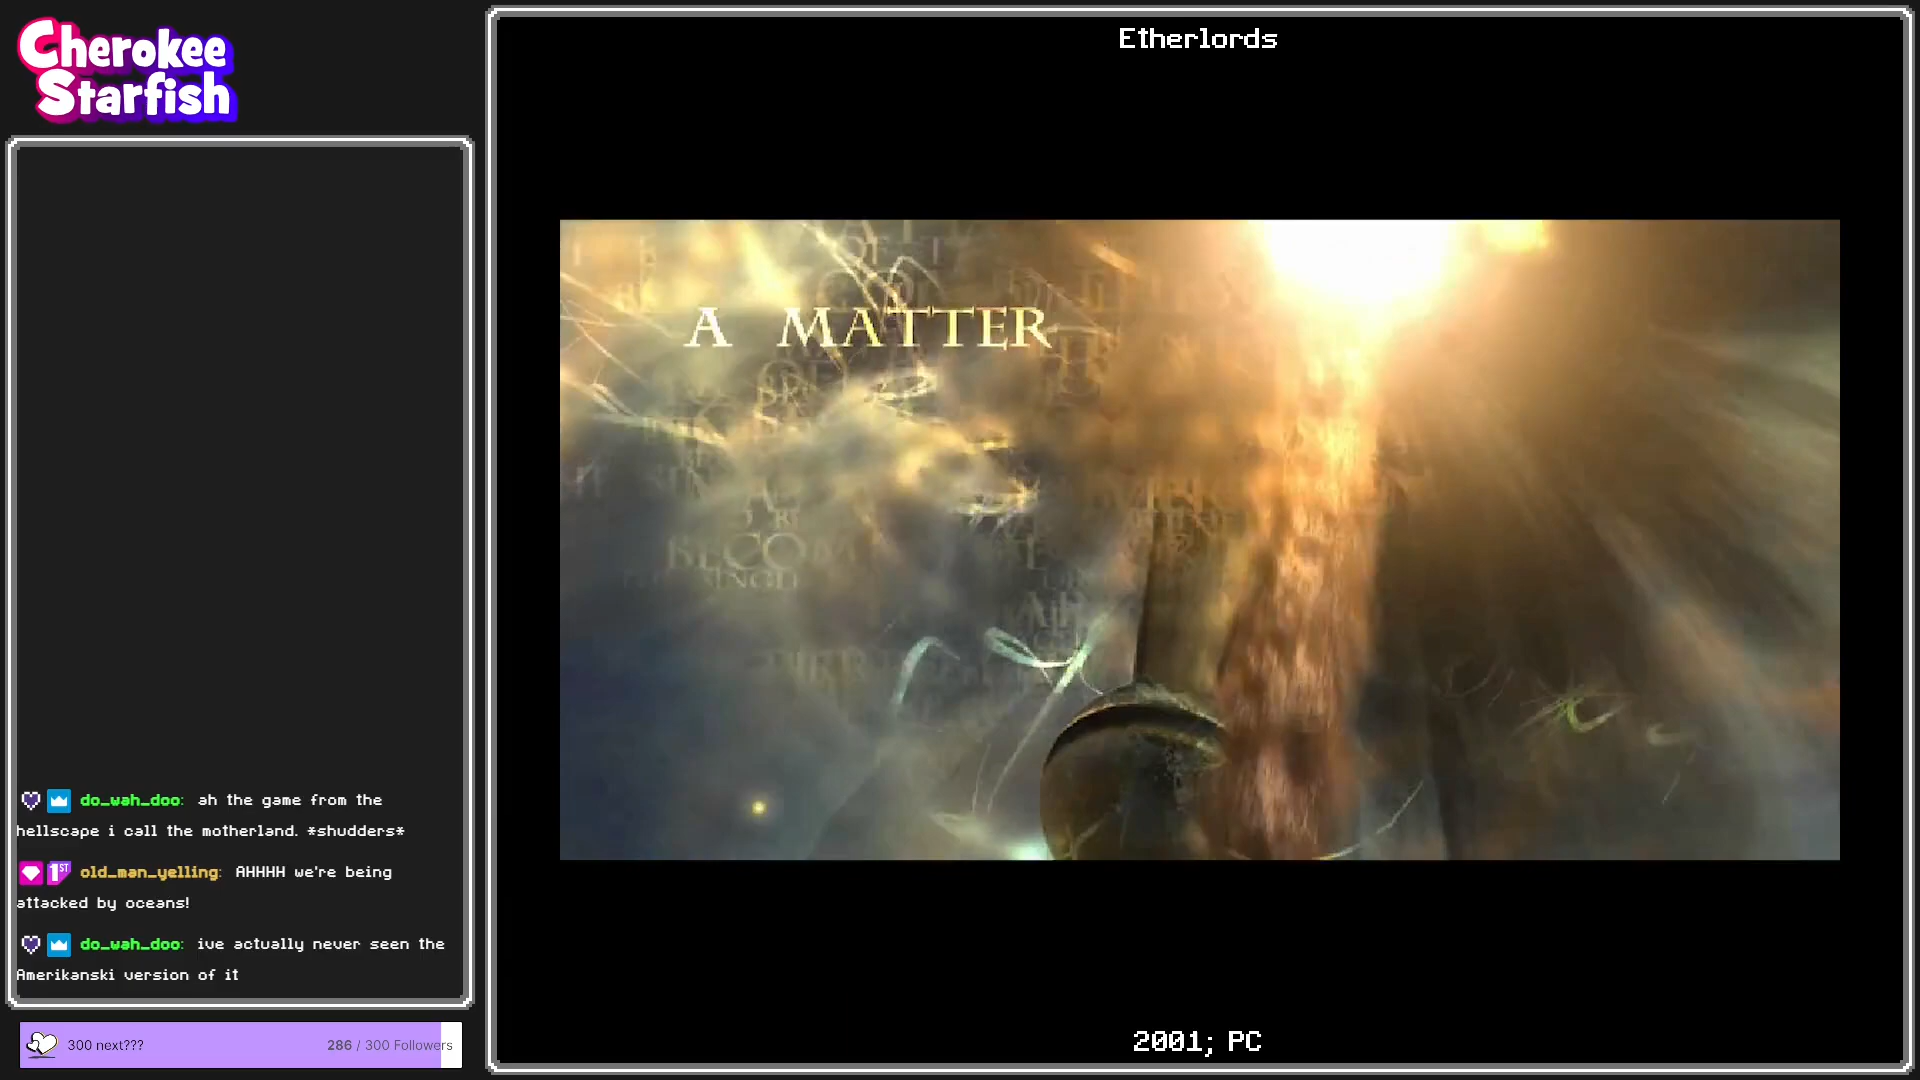 Cherokee
Starfish
Etherlords
A MATTER
do_wah_doo: ah the game from the
hellscape i call the motherland. *shudders*
1ST old_man_yelling: AHHHH we're being
attacked by oceans!
do_wah_doo: ive actually never seen the
Amerikanski version of it
300 next??? 286 / 300 Followers
2001; PC